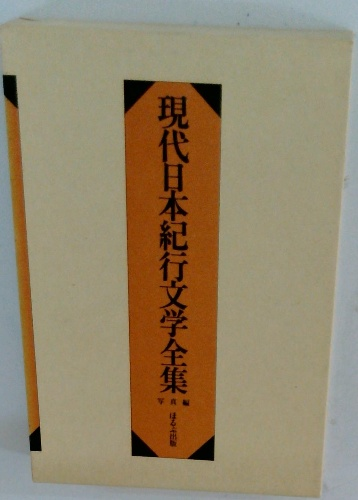 現代日本紀行文学全集
写真編
ほるぷ出版